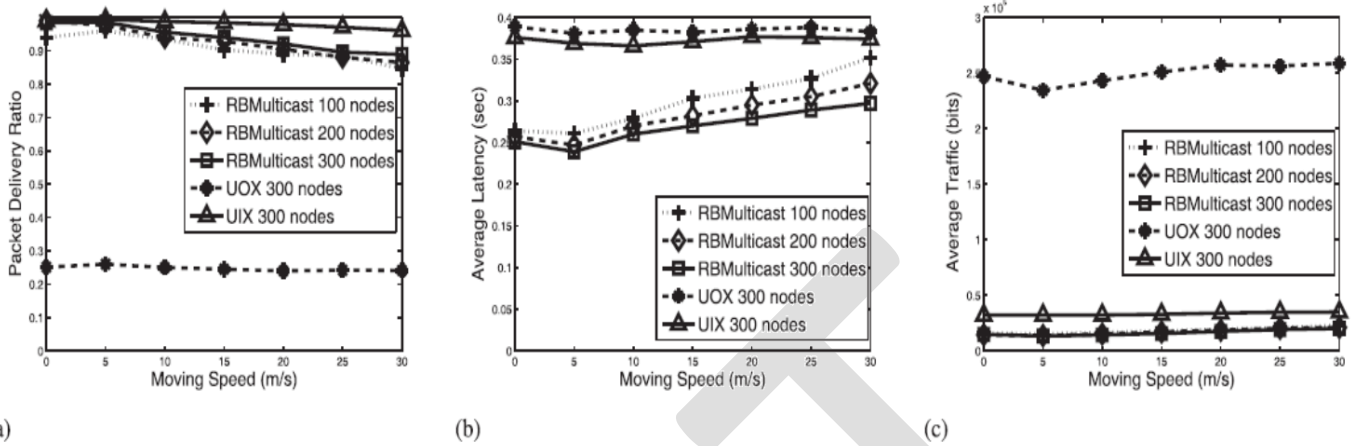 Packet Delivery Ratio
0.9
0.8
0.7
0.6
0.5
0.4
0.3
0.2
0.1
0
RBMulticast 100 nodes
RBMulticast 200 nodes
RBMulticast 300 nodes
UOX 300 nodes
UIX 300 nodes
0 5 10 15 20 25 30
Moving Speed (m/s)
Average Latency (sec)
0.4
0.35
0.3
0.25
0.2
0.15
0.1
0.05
0
RBMulticast 100 nodes
RBMulticast 200 nodes
RBMulticast 300 nodes
UOX 300 nodes
UIX 300 nodes
0 5 10 15 20 25 30
Moving Speed (m/s)
(b)
Average Traffic (bits)
3
2
1.5
1
0.5
0
RBMulticast 100 nodes
RBMulticast 200 nodes
RBMulticast 300 nodes
UOX 300 nodes
UIX 300 nodes
0 5 10 15 20 25 30
Moving Speed (m/s)
(c)